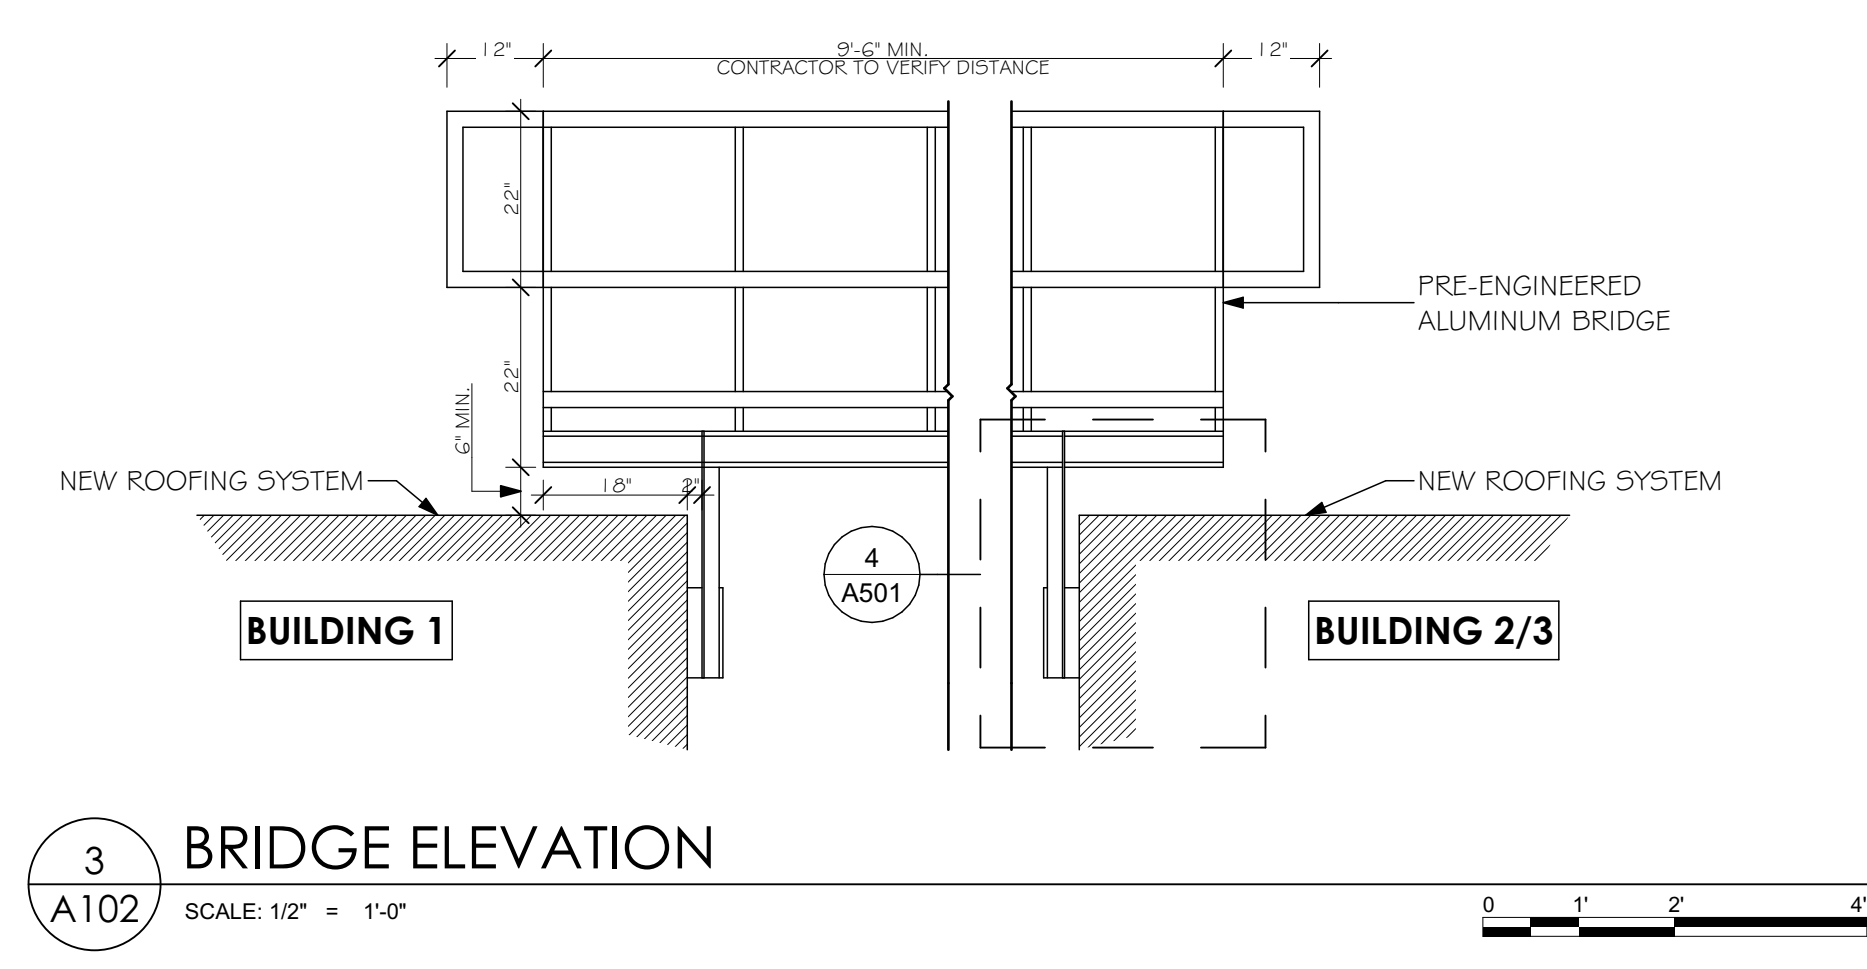 12"
9'-6" MIN.
12"
CONTRACTOR TO VERIFY DISTANCE
22"
PRE-ENGINEERED
ALUMINUM BRIDGE
22"
6" MIN.
NEW ROOFING SYSTEM
18"
2"
NEW ROOFING SYSTEM
4
A501
BUILDING 1
BUILDING 2/3
3
A102
BRIDGE ELEVATION
SCALE: 1/2" = 1'-0"
0 1' 2' 4'